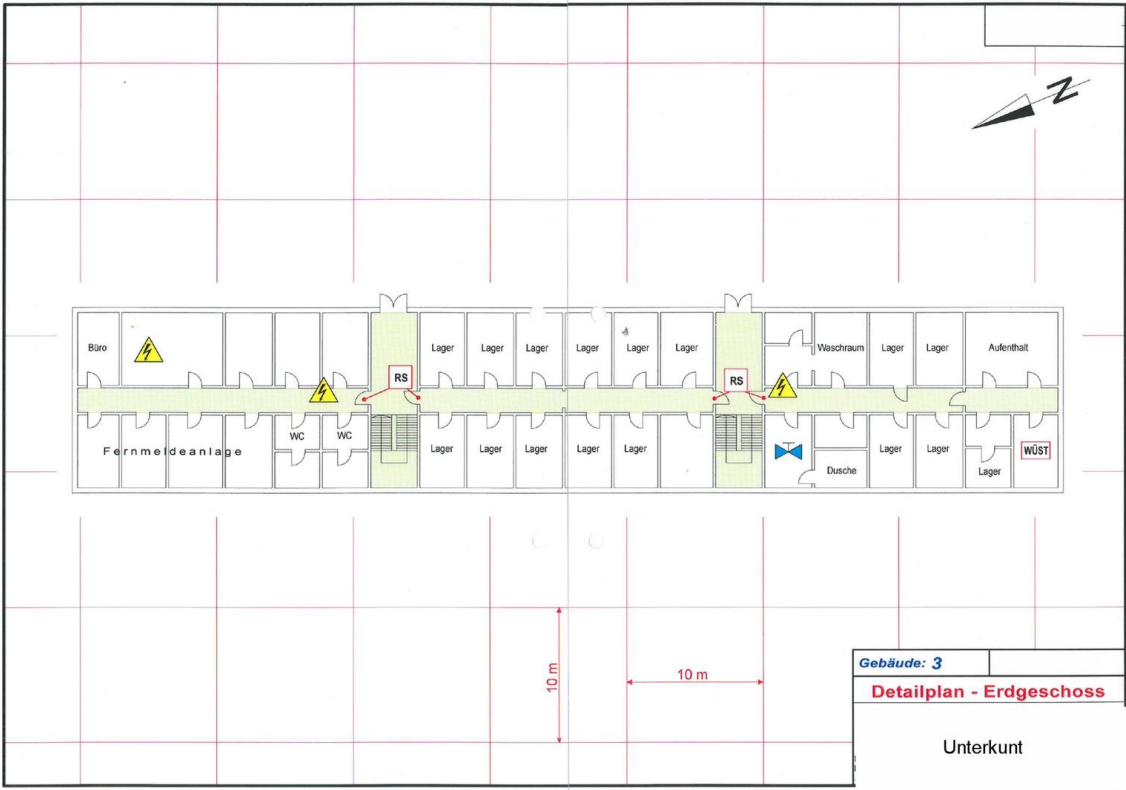 N
Büro
Lager
Lager
Lager
Lager
Lager
Lager
Waschraum
Lager
Lager
Aufenthalt
RS
RS
Fernmeldeanlage
WC
WC
Lager
Lager
Lager
Lager
Lager
Dusche
Lager
Lager
Lager
WÜST
10 m
10 m
Gebäude: 3
Detailplan - Erdgeschoss
Unterkunt